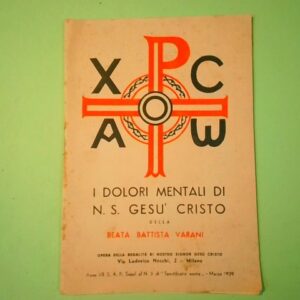 X P C
A W
I DOLORI MENTALI DI
N. S. GESU' CRISTO
DELLA
BEATA BATTISTA VARANI
OPERA DELLA REGALITÀ DI NOSTRO SIGNOR GESÙ CRISTO
Via Lodovico Necchi, 2 - Milano